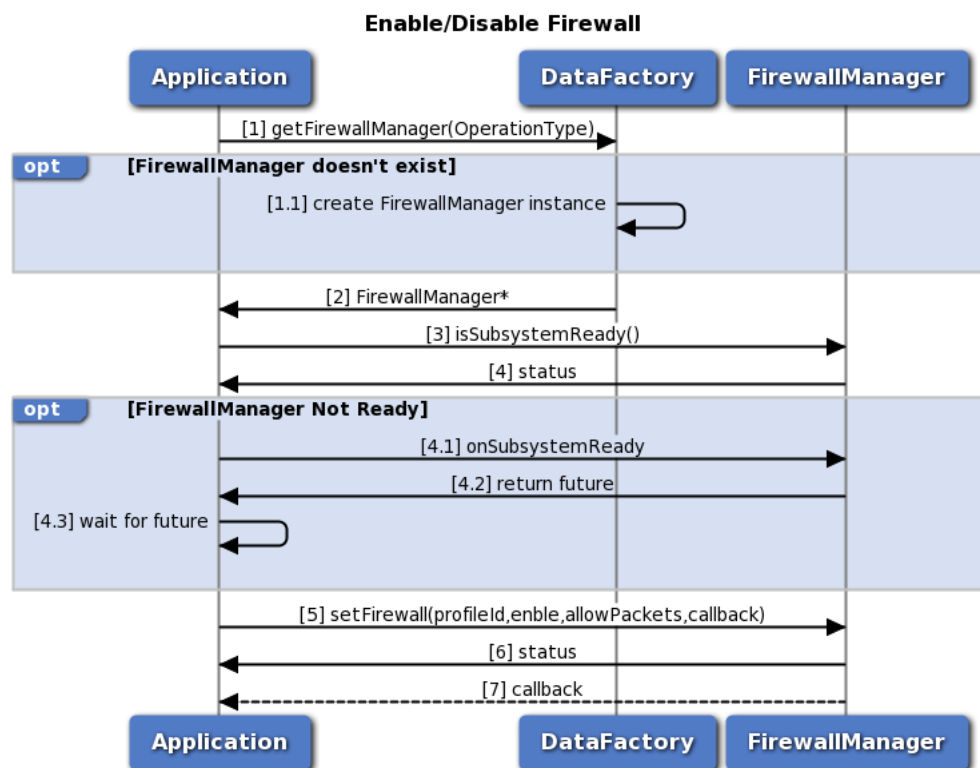 Enable/Disable Firewall
Application DataFactory FirewallManager
[1] getFirewallManager(OperationType)
opt [FirewallManager doesn't exist]
[1.1] create FirewallManager instance
[2] FirewallManager*
[3] isSubsystemReady()
[4] status
opt [FirewallManager Not Ready]
[4.1] onSubsystemReady
[4.2] return future
[4.3] wait for future
[5] setFirewall(profileId,enble,allowPackets,callback)
[6] status
[7] callback
Application DataFactory FirewallManager